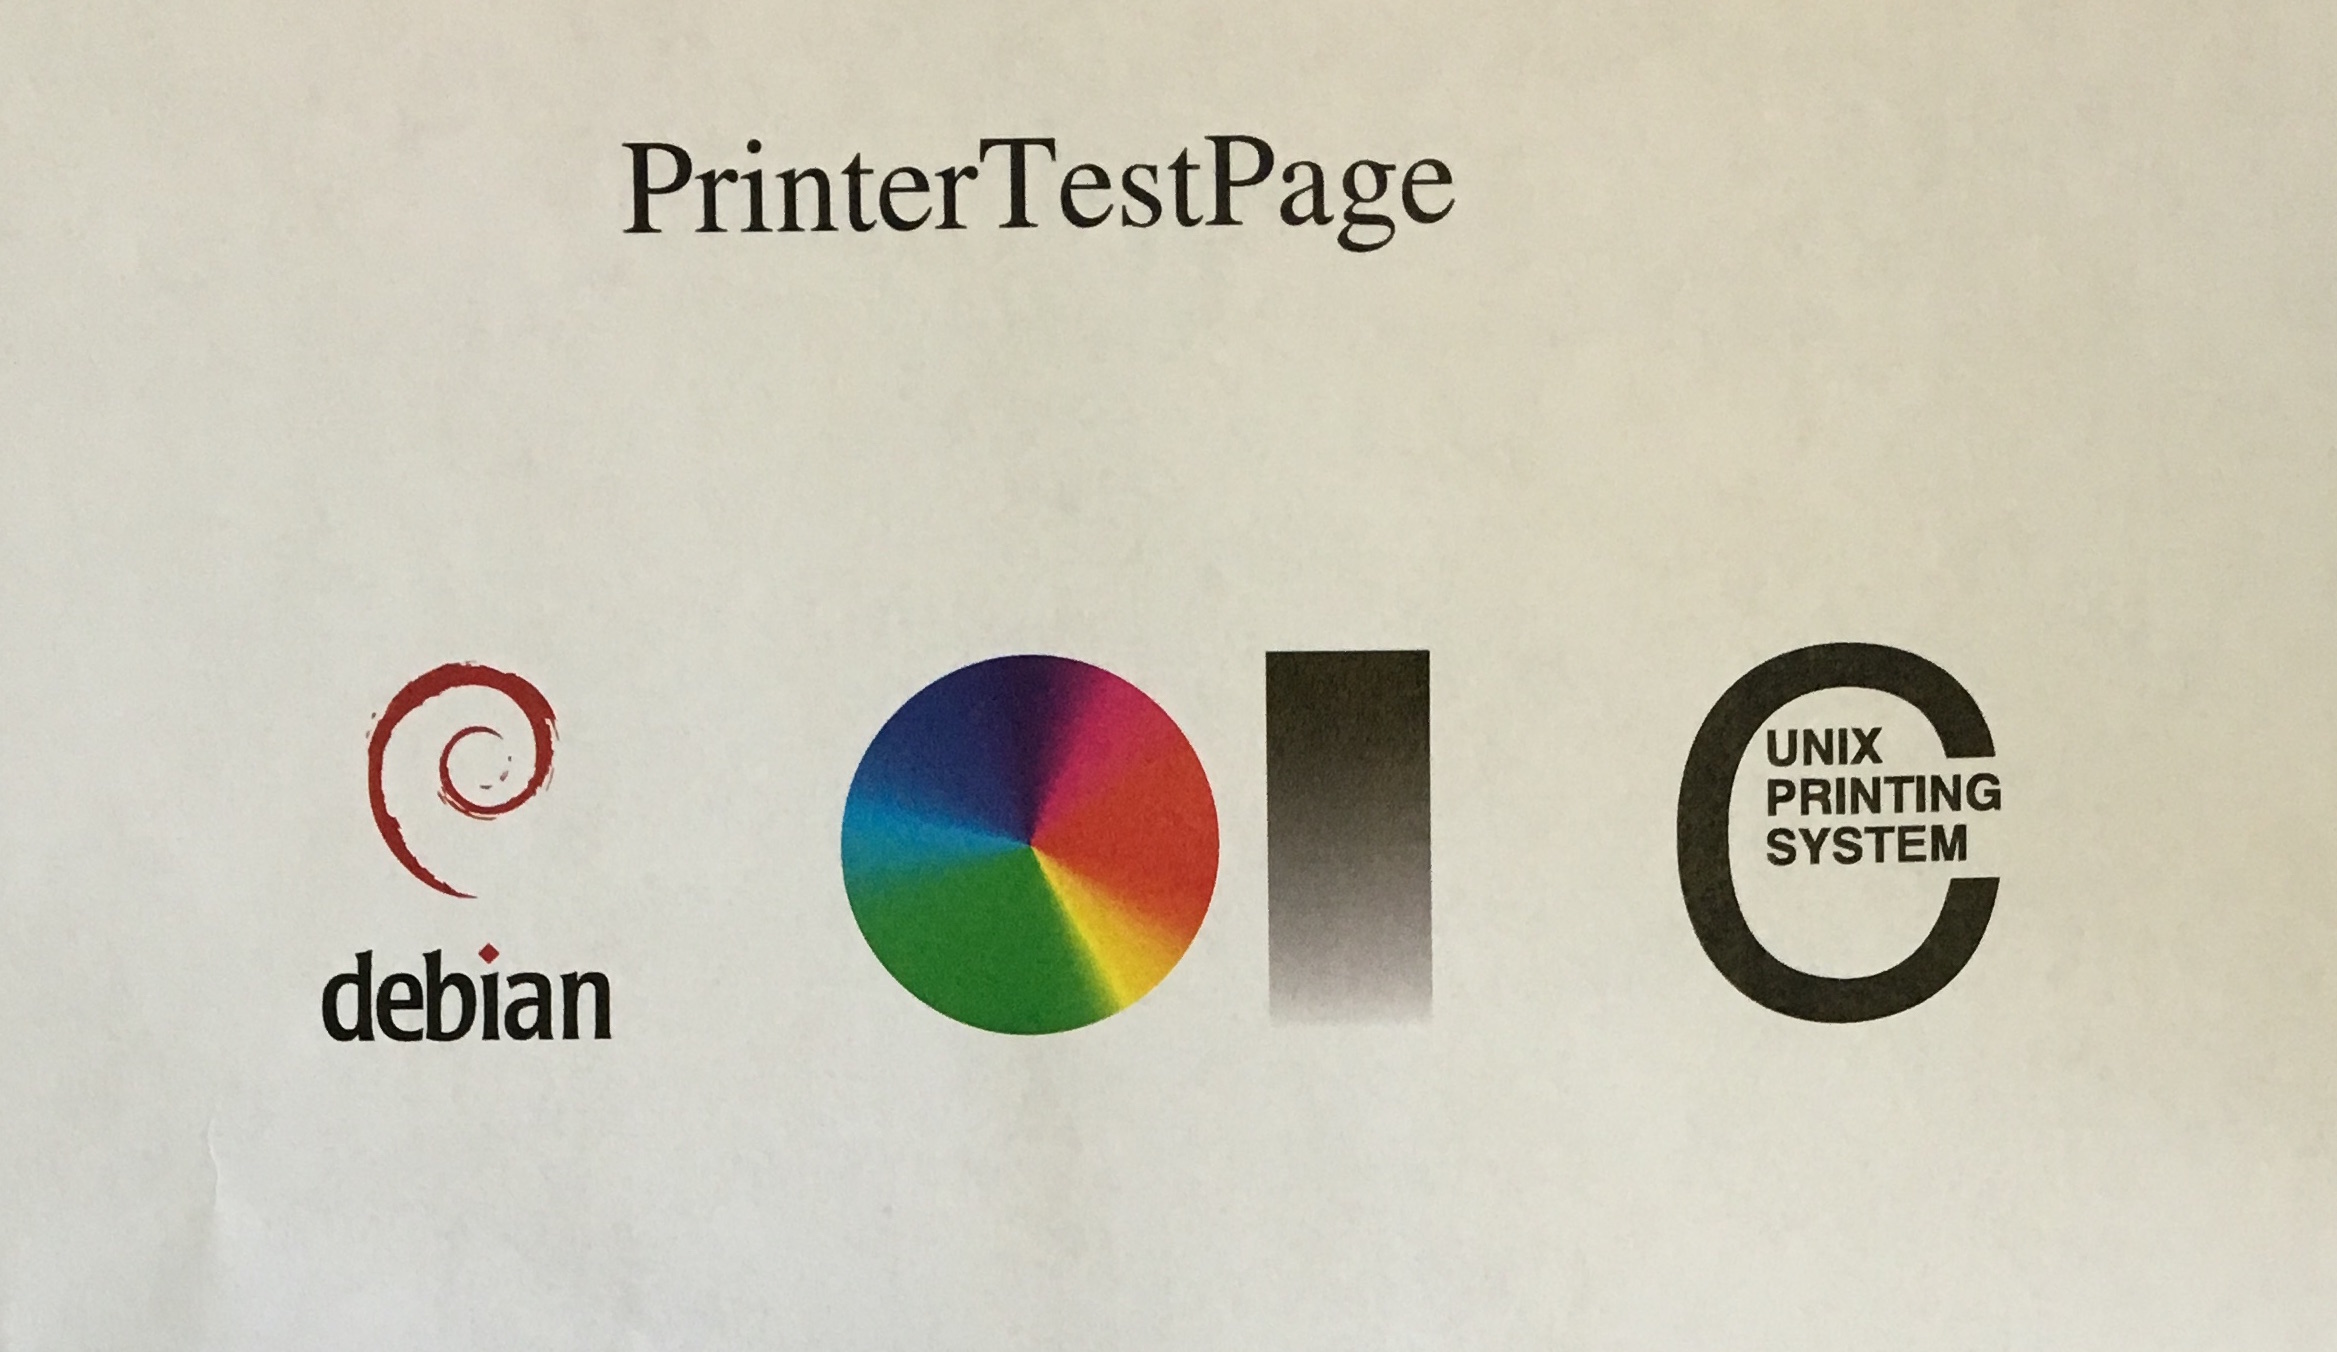 PrinterTestPage
debian
UNIX
PRINTING
SYSTEM